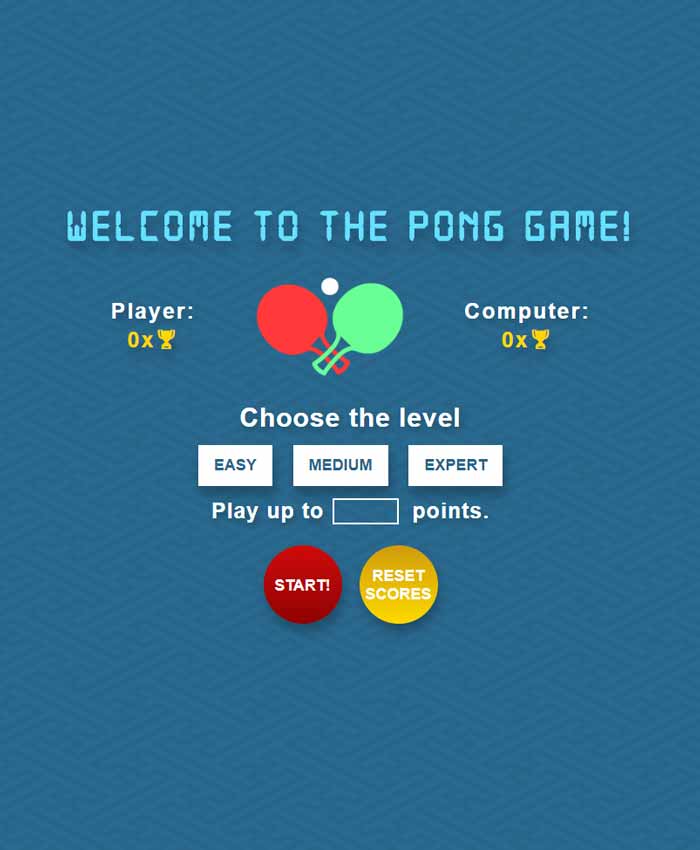 WELCOME TO THE PONG GAME!
Player: Computer:
0x 0x
Choose the level
EASY MEDIUM EXPERT
Play up to points.
START! RESET SCORES